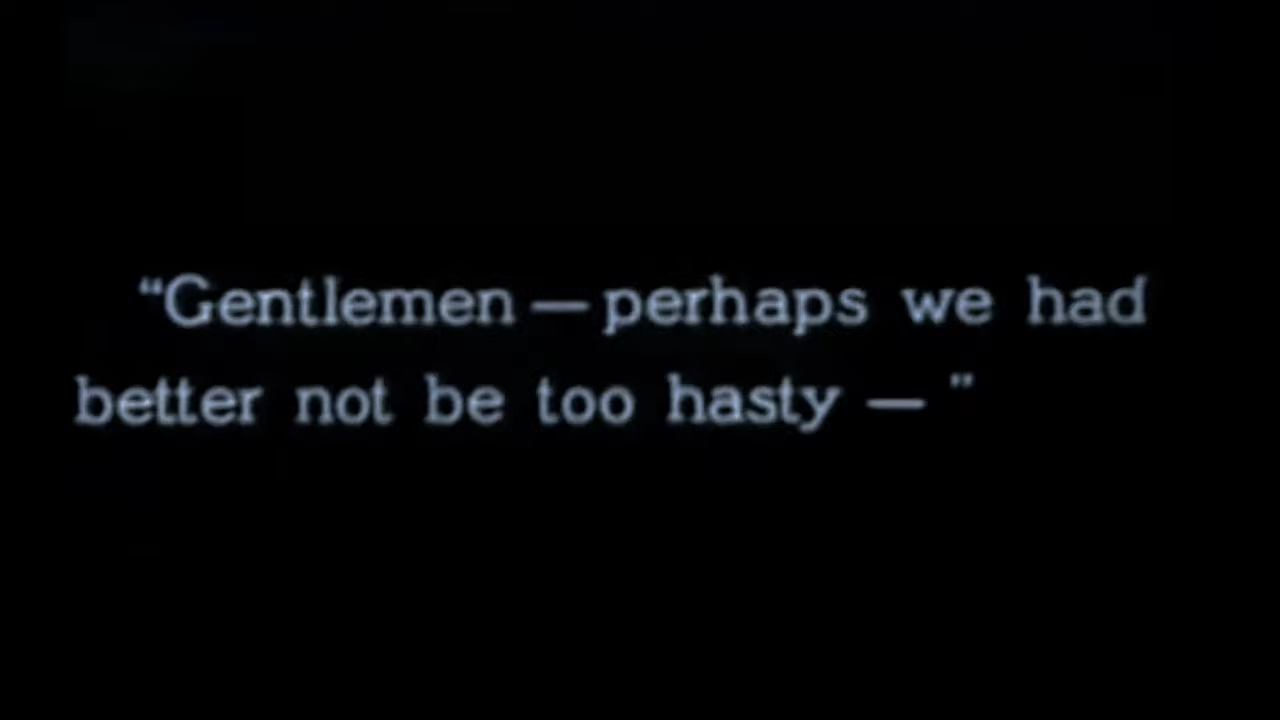 “Gentlemen — perhaps we had
better not be too hasty — ”